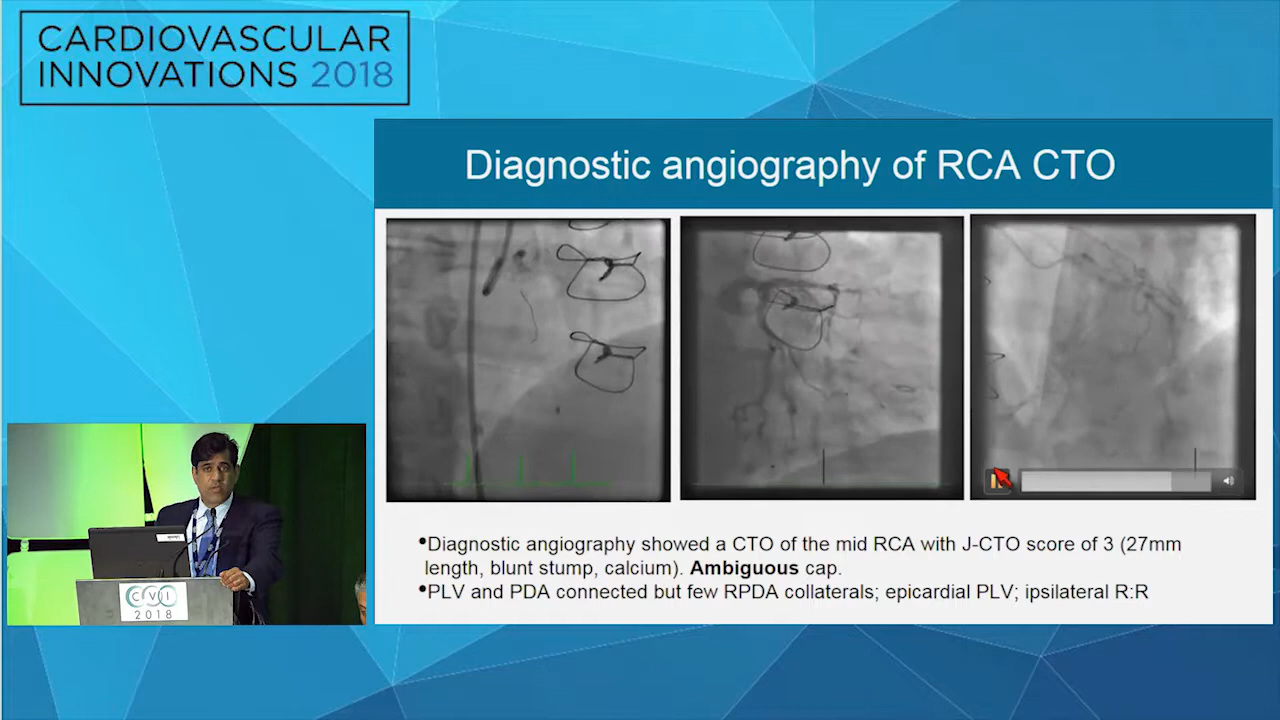 CARDIOVASCULAR
INNOVATIONS 2018
Diagnostic angiography of RCA CTO
•Diagnostic angiography showed a CTO of the mid RCA with J-CTO score of 3 (27mm
length, blunt stump, calcium). Ambiguous cap.
•PLV and PDA connected but few RPDA collaterals; epicardial PLV; ipsilateral R:R
CVI
2018